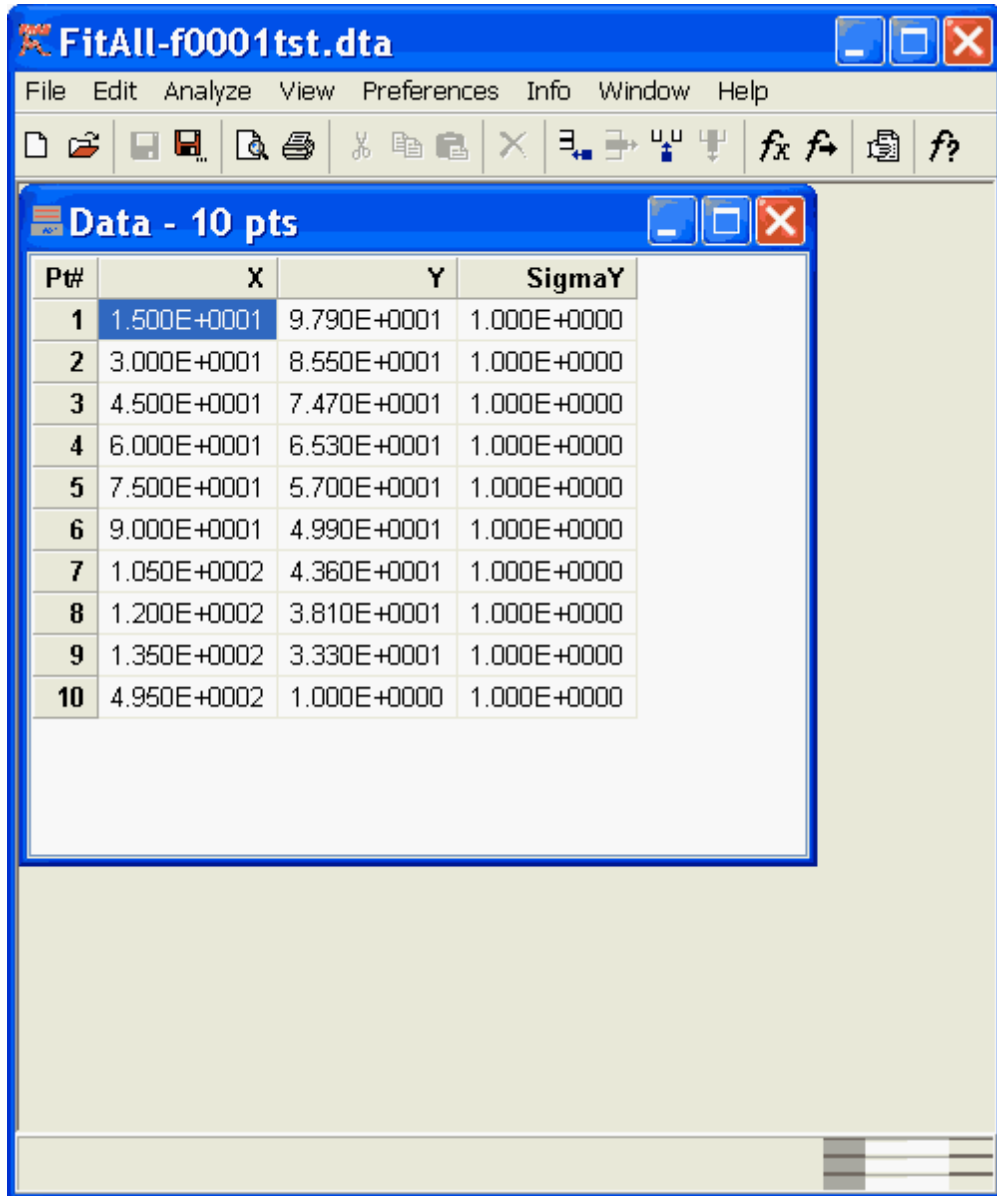 FitAll-f0001tst.dta
File Edit Analyze View Preferences Info Window Help
fx f f?
Data - 10 pts
Pt# X Y SigmaY
1 1.500E+0001 9.790E+0001 1.000E+0000
2 3.000E+0001 8.550E+0001 1.000E+0000
3 4.500E+0001 7.470E+0001 1.000E+0000
4 6.000E+0001 6.530E+0001 1.000E+0000
5 7.500E+0001 5.700E+0001 1.000E+0000
6 9.000E+0001 4.990E+0001 1.000E+0000
7 1.050E+0002 4.360E+0001 1.000E+0000
8 1.200E+0002 3.810E+0001 1.000E+0000
9 1.350E+0002 3.330E+0001 1.000E+0000
10 4.950E+0002 1.000E+0000 1.000E+0000